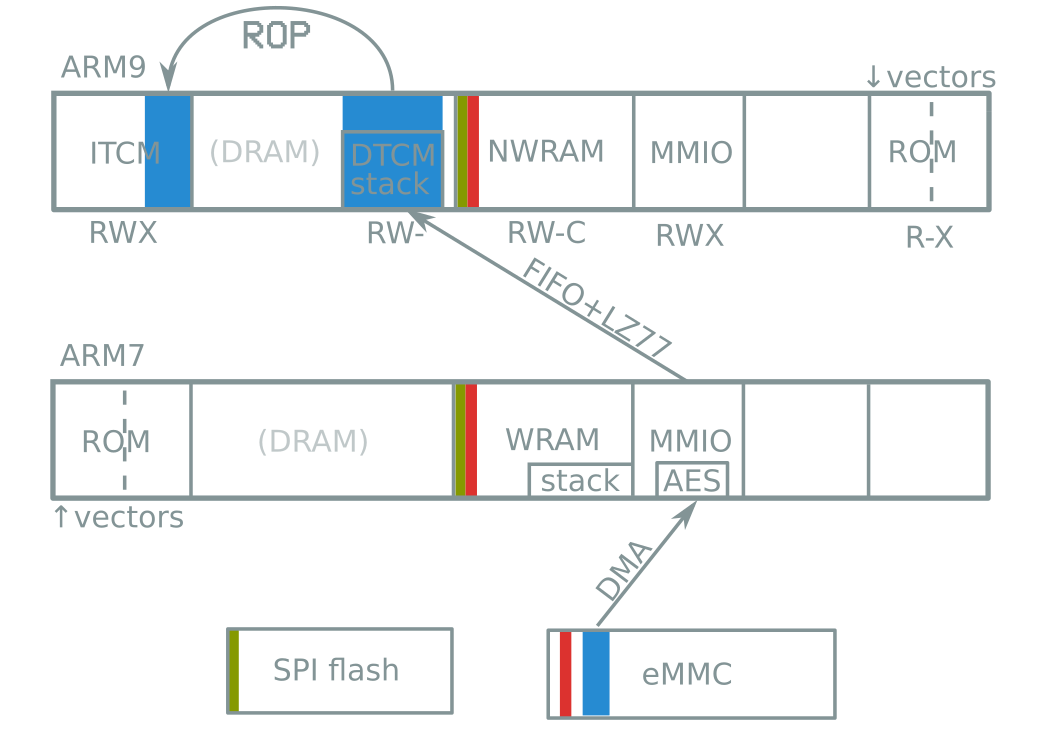 ROP
ARM9
↓vectors
ITCM
(DRAM)
DTCM
stack
NWRAM
MMIO
ROM
RWX
RW-
RW-C
RWX
R-X
FIFO+LZ77
ARM7
ROM
(DRAM)
WRAM
stack
MMIO
AES
↑vectors
DMA
SPI flash
eMMC